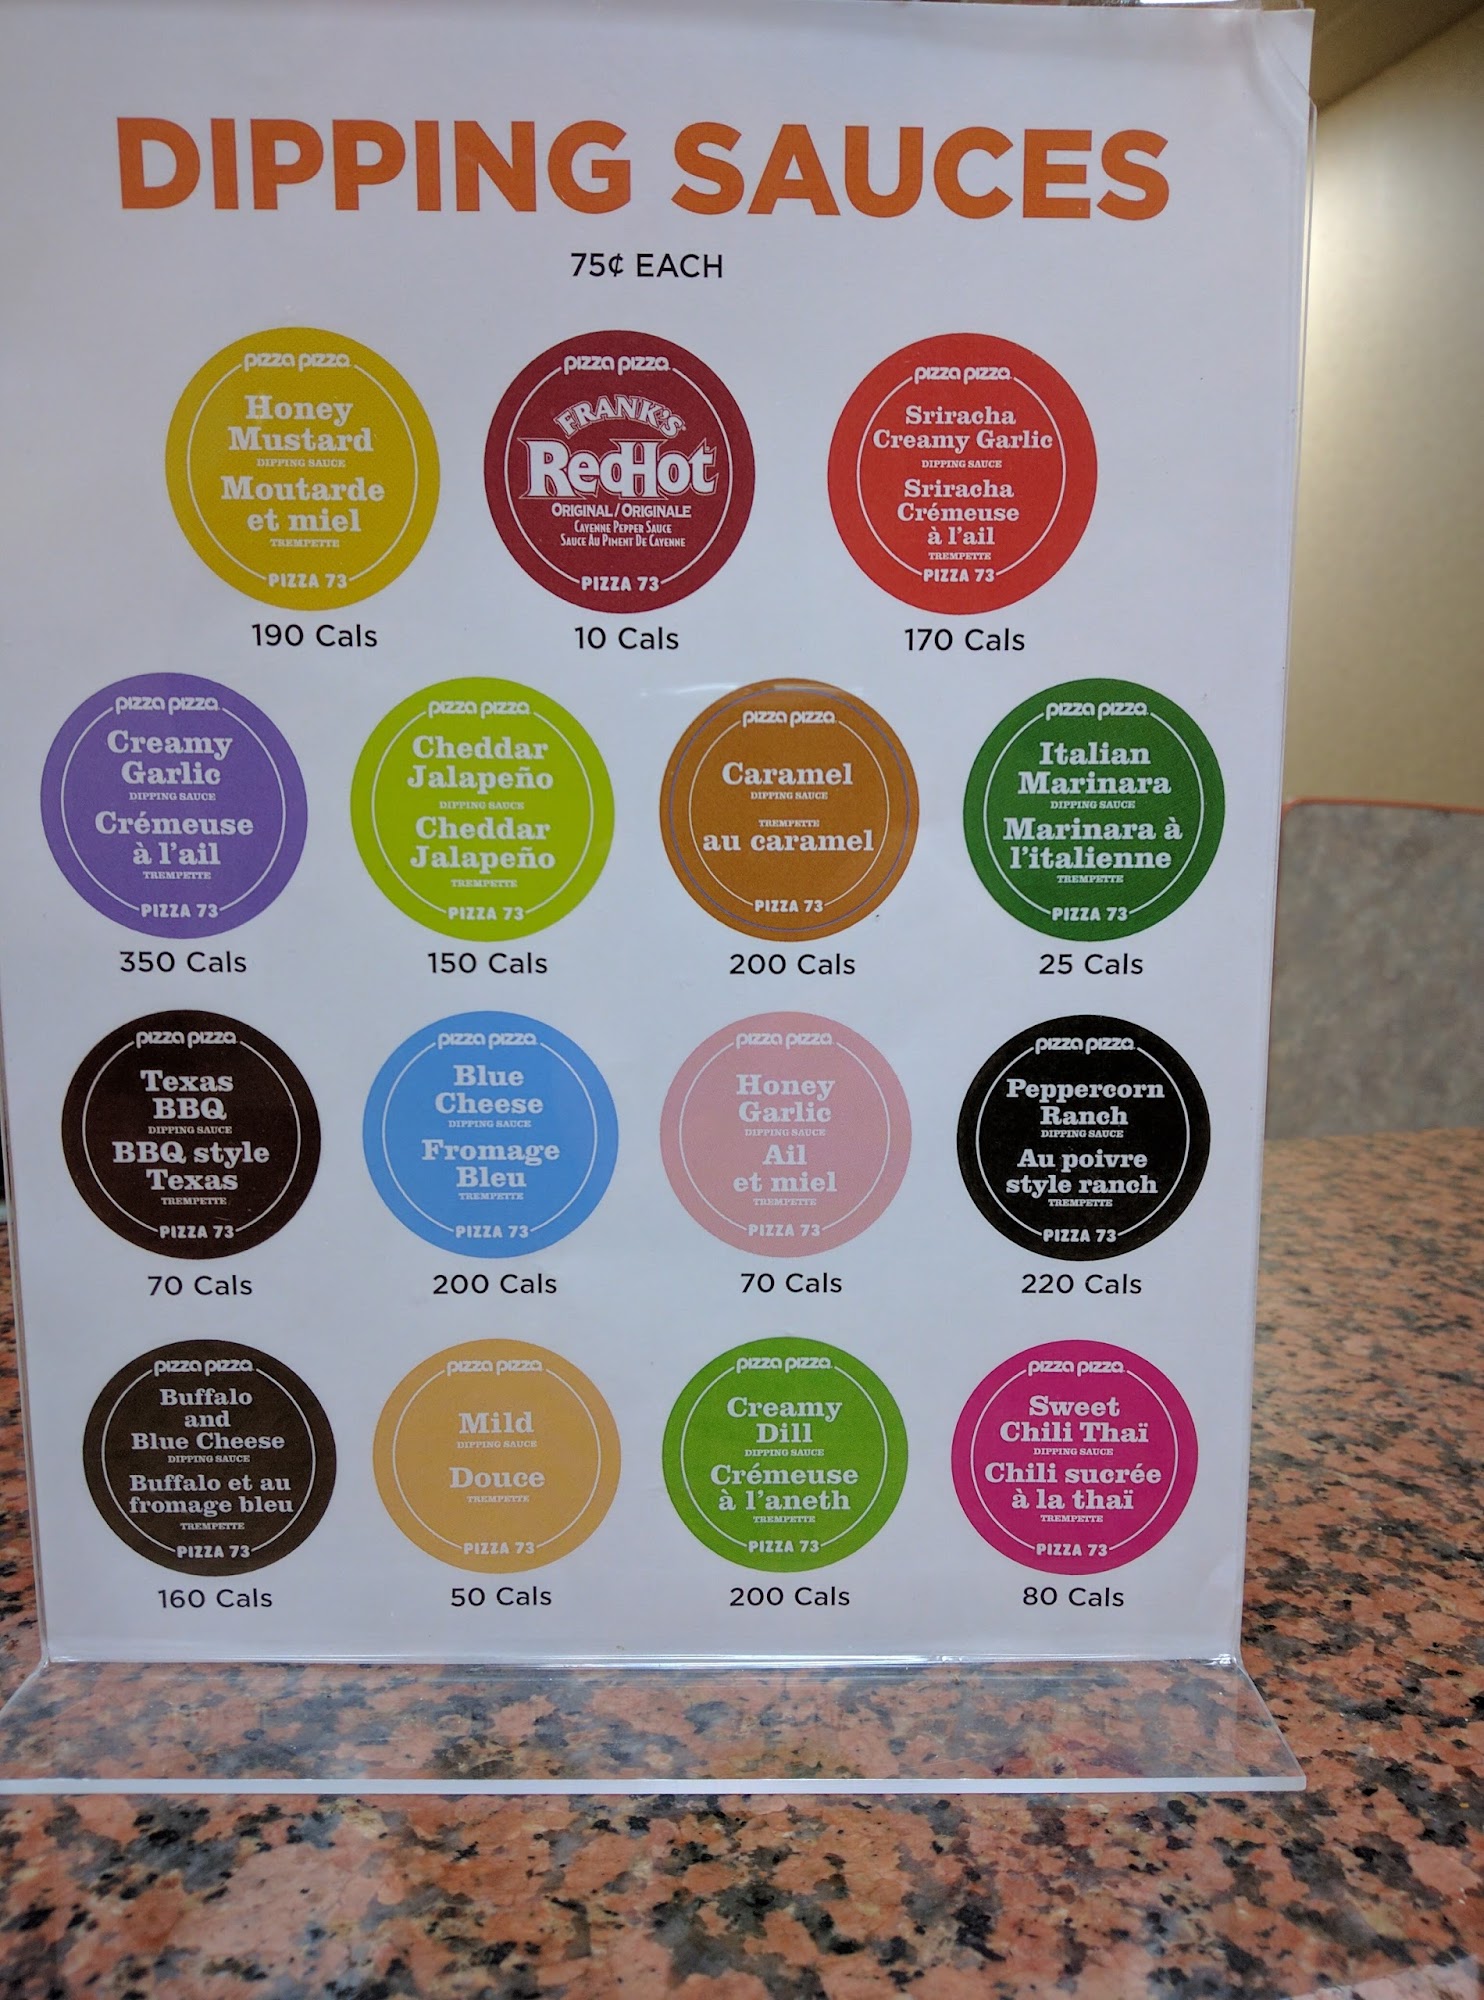 DIPPING SAUCES
75¢ EACH
pizza pizza
Honey
Mustard
DIPPING SAUCE
Moutarde
et miel
TREMPETTE
PIZZA 73
190 Cals
pizza pizza
FRANK'S
RedHot
ORIGINAL/ORIGINALE
CAYENNE PEPPER SAUCE
SAUCE AU PIMENT DE CAYENNE
PIZZA 73
10 Cals
pizza pizza
Sriracha
Creamy Garlic
DIPPING SAUCE
Sriracha
Crémeuse
à l'ail
TREMPETTE
PIZZA 73
170 Cals
pizza pizza
Creamy
Garlic
DIPPING SAUCE
Crémeuse
à l'ail
TREMPETTE
PIZZA 73
350 Cals
pizza pizza
Cheddar
Jalapeño
DIPPING SAUCE
Cheddar
Jalapeño
TREMPETTE
PIZZA 73
150 Cals
pizza pizza
Caramel
DIPPING SAUCE
TREMPETTE
au caramel
PIZZA 73
200 Cals
pizza pizza
Italian
Marinara
DIPPING SAUCE
Marinara à
l'italienne
TREMPETTE
PIZZA 73
25 Cals
pizza pizza
Texas
BBQ
DIPPING SAUCE
BBQ style
Texas
TREMPETTE
PIZZA 73
70 Cals
pizza pizza
Blue
Cheese
DIPPING SAUCE
Fromage
Bleu
TREMPETTE
PIZZA 73
200 Cals
pizza pizza
Honey
Garlic
DIPPING SAUCE
Ail
et miel
TREMPETTE
PIZZA 73
70 Cals
pizza pizza
Peppercorn
Ranch
DIPPING SAUCE
Au poivre
style ranch
TREMPETTE
PIZZA 73
220 Cals
pizza pizza
Buffalo
and
Blue Cheese
DIPPING SAUCE
Buffalo et au
fromage bleu
TREMPETTE
PIZZA 73
160 Cals
pizza pizza
Mild
DIPPING SAUCE
Douce
TREMPETTE
PIZZA 73
50 Cals
pizza pizza
Creamy
Dill
DIPPING SAUCE
Crémeuse
à l'aneth
TREMPETTE
PIZZA 73
200 Cals
pizza pizza
Sweet
Chili Thaï
DIPPING SAUCE
Chili sucrée
à la thaï
TREMPETTE
PIZZA 73
80 Cals